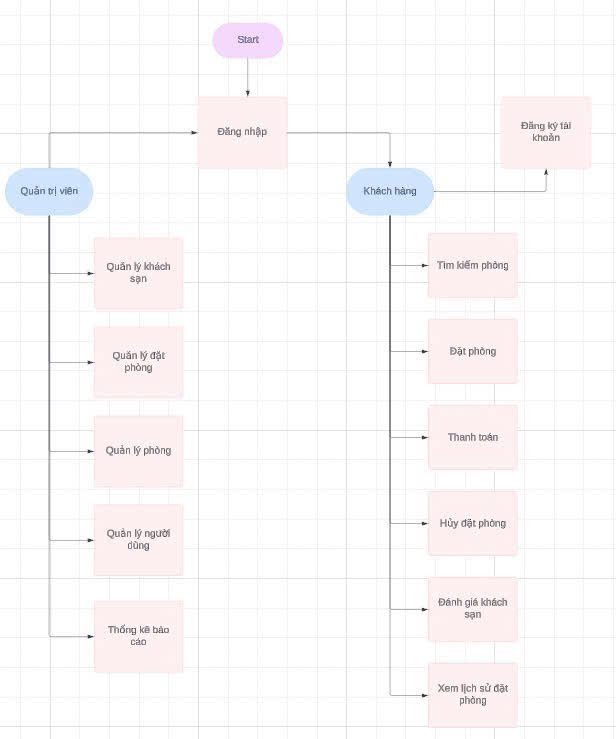 Start
Đăng nhập
Đăng ký tài
khoản
Quản trị viên
Khách hàng
Quản lý khách
sạn
Quản lý đặt
phòng
Quản lý phòng
Quản lý người
dùng
Thống kê báo
cáo
Tìm kiếm phòng
Đặt phòng
Thanh toán
Hủy đặt phòng
Đánh giá khách
sạn
Xem lịch sử đặt
phòng